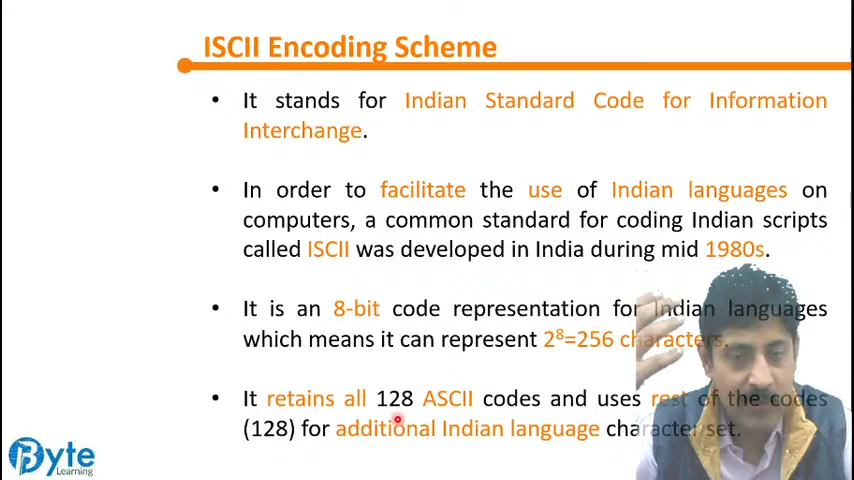 ISCII Encoding Scheme
• It stands for Indian Standard Code for Information
Interchange.
• In order to facilitate the use of Indian languages on
computers, a common standard for coding Indian scripts
called ISCII was developed in India during mid 1980s.
• It is an 8-bit code representation for Indian languages
which means it can represent 2⁸=256 characters.
• It retains all 128 ASCII codes and uses rest of the codes
(128) for additional Indian language character set.
Byte
Learning